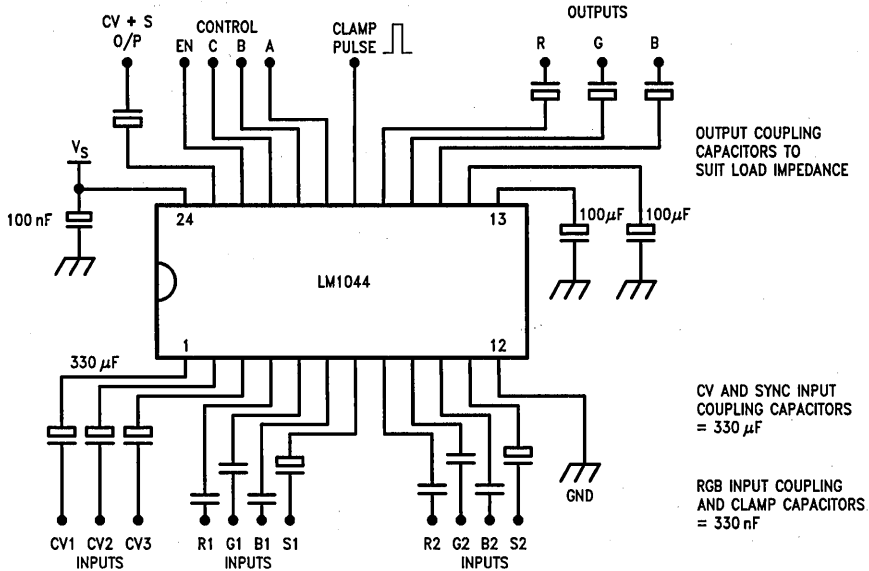 CV + S
O/P
CONTROL
EN C B A
CLAMP
PULSE
OUTPUTS
R G B
OUTPUT COUPLING
CAPACITORS TO
SUIT LOAD IMPEDANCE
VS
100 nF
24
13
100µF
100µF
LM1044
1
12
330 µF
CV AND SYNC INPUT
COUPLING CAPACITORS
= 330 µF
GND
RGB INPUT COUPLING
AND CLAMP CAPACITORS
= 330 nF
CV1 CV2 CV3
INPUTS
R1 G1 B1 S1
INPUTS
R2 G2 B2 S2
INPUTS